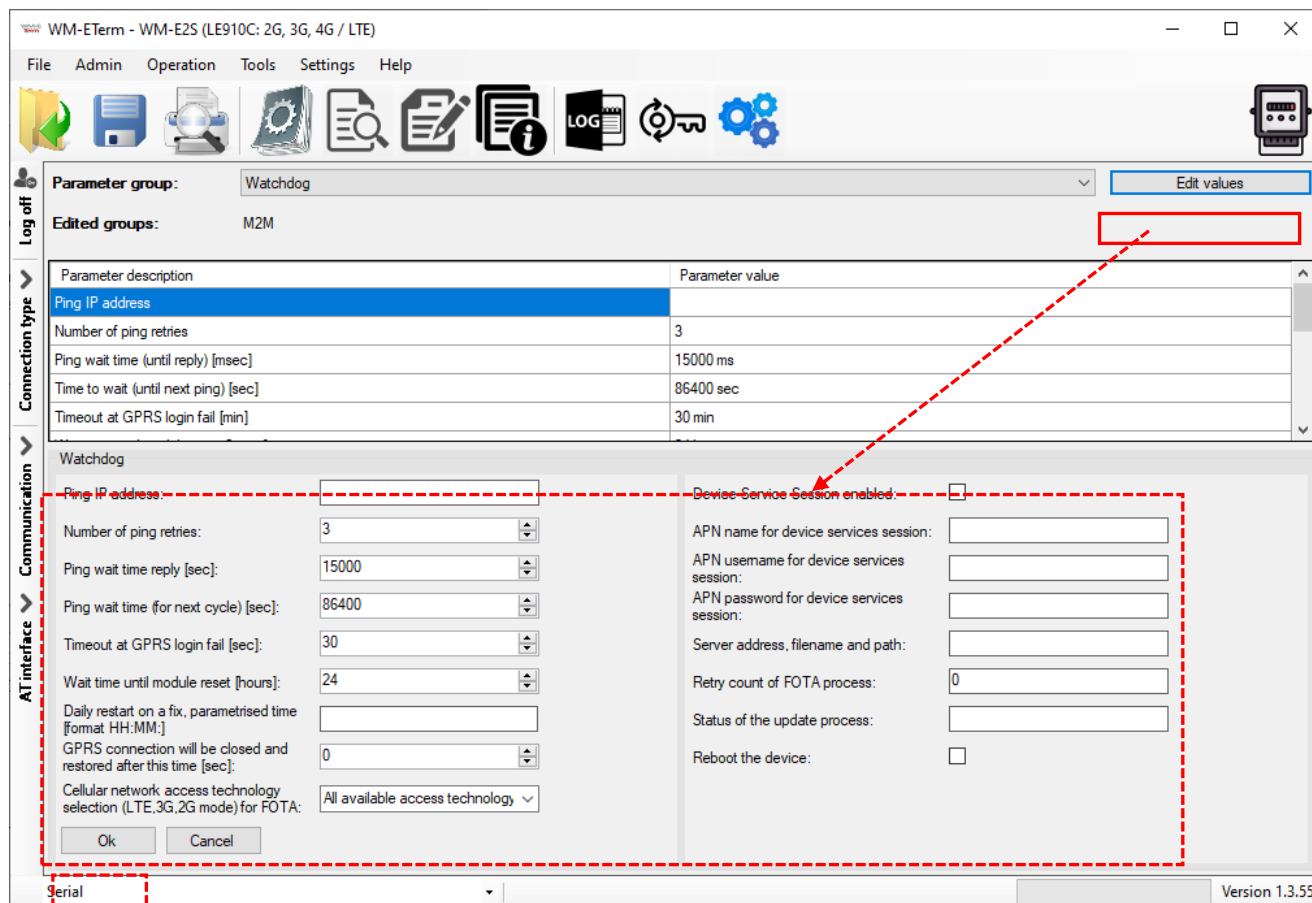 WM-ETerm - WM-E2S (LE910C: 2G, 3G, 4G / LTE)
File Admin Operation Tools Settings Help
LOG
Parameter group: Watchdog Edit values
Edited groups: M2M
Log off
Connection type
Communication
AT interface
Parameter description Parameter value
Ping IP address
Number of ping retries 3
Ping wait time (until reply) [msec] 15000 ms
Time to wait (until next ping) [sec] 86400 sec
Timeout at GPRS login fail [min] 30 min
Watchdog
Ping IP address:
Number of ping retries: 3
Ping wait time reply [sec]: 15000
Ping wait time (for next cycle) [sec]: 86400
Timeout at GPRS login fail [sec]: 30
Wait time until module reset [hours]: 24
Daily restart on a fix, parametrised time
[format HH:MM:]
GPRS connection will be closed and
restored after this time [sec]: 0
Cellular network access technology
selection (LTE,3G,2G mode) for FOTA: All available access technology
Ok Cancel
Device Service Session enabled:
APN name for device services session:
APN username for device services
session:
APN password for device services
session:
Server address, filename and path:
Retry count of FOTA process: 0
Status of the update process:
Reboot the device:
Serial Version 1.3.55